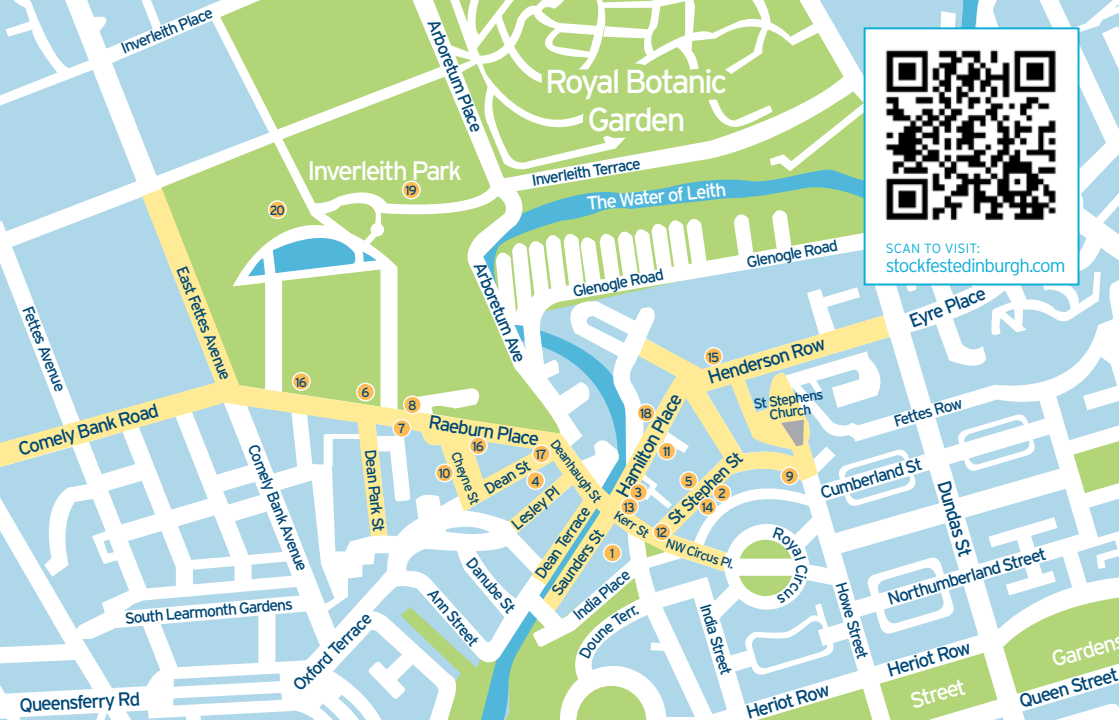 Inverleith Place
Arboretum Place
Royal Botanic
Garden
Inverleith Park
19
Inverleith Terrace
20
The Water of Leith
SCAN TO VISIT:
stockfestedinburgh.com
Glenogle Road
Glenogle Road
East Fettes Avenue
Arboretum Ave
Fettes Avenue
Eyre Place
15
Henderson Row
16
6
8
7
St Stephens
Church
Fettes Row
Comely Bank Road
Raeburn Place
18
Hamilton Place
11
16
17
10
Cheyne St
Dean St
4
Deanhaugh St
Dean Park St
Comely Bank Avenue
Lesley Pl
3
13
5
2
14
St Stephen St
9
Cumberland St
Dundas St
Kerr St
12
NW Circus Pl.
1
Dean Terrace
Saunders St
Royal Circus
Danube St
India Place
Ann Street
Doune Terr.
India Street
Howe Street
Northumberland Street
South Learmonth Gardens
Oxford Terrace
Queensferry Rd
Heriot Row
Heriot Row
Gardens
Street
Queen Street